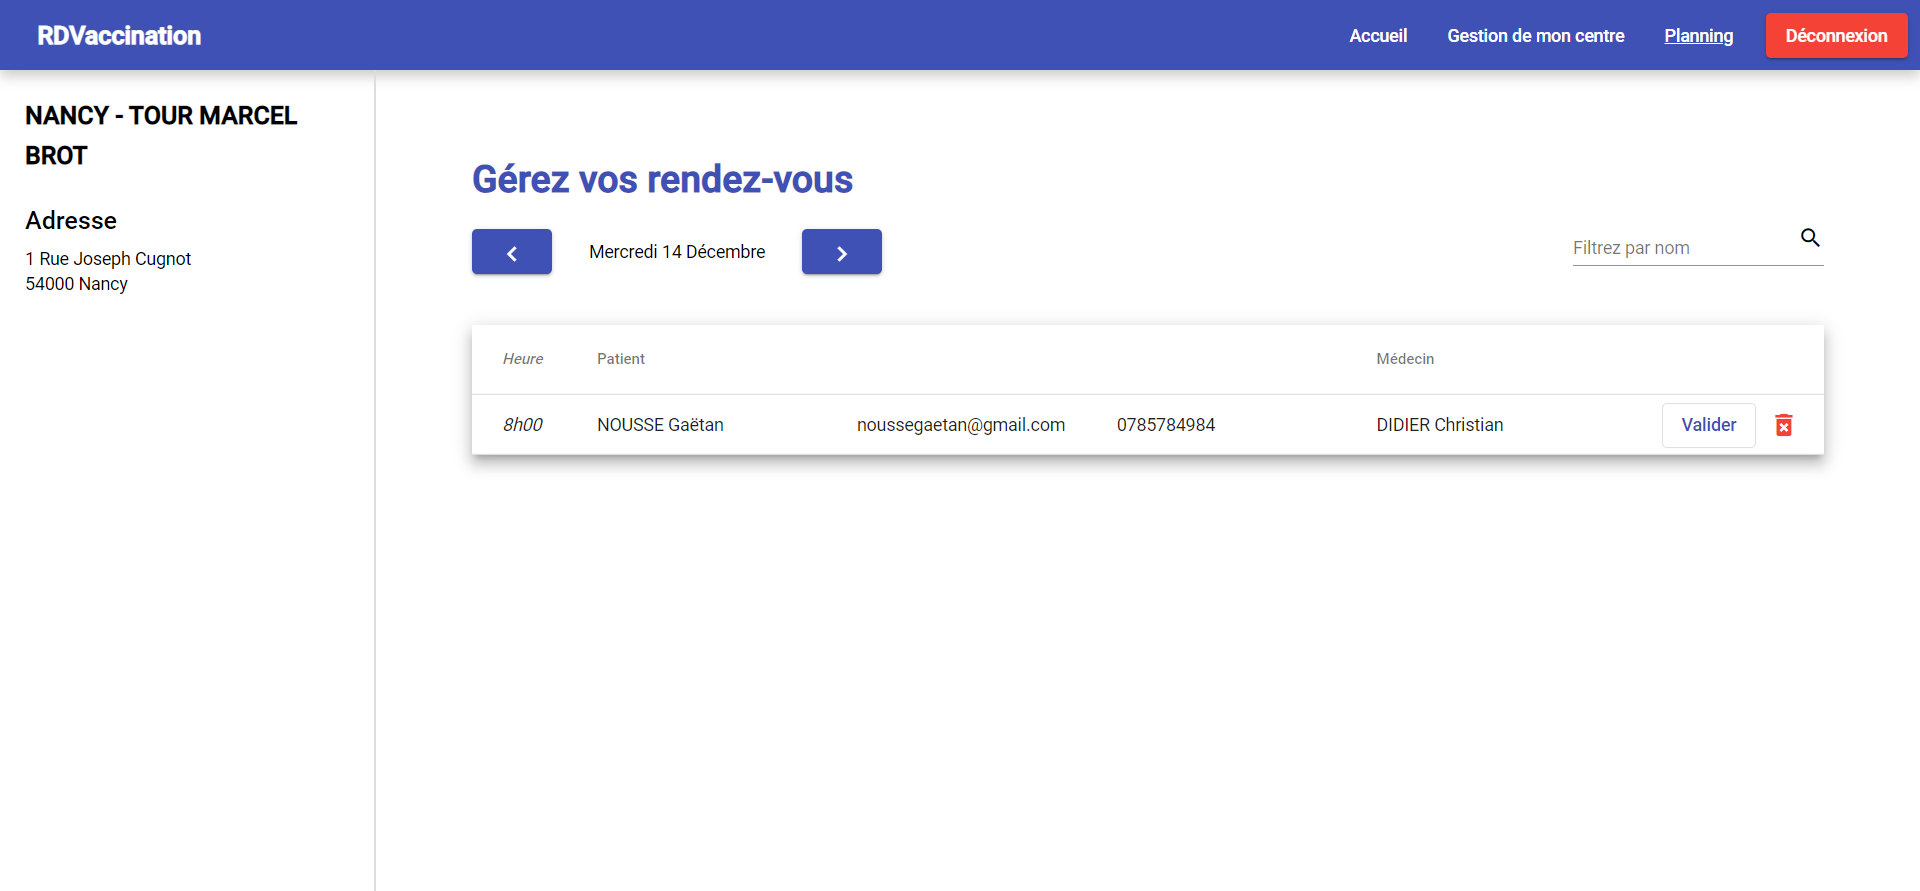 RDVaccination
Accueil Gestion de mon centre Planning Déconnexion
NANCY - TOUR MARCEL
BROT
Adresse
1 Rue Joseph Cugnot
54000 Nancy
Gérez vos rendez-vous
Mercredi 14 Décembre
Filtrez par nom
Heure Patient Médecin
8h00 NOUSSE Gaëtan noussegaetan@gmail.com 0785784984 DIDIER Christian Valider